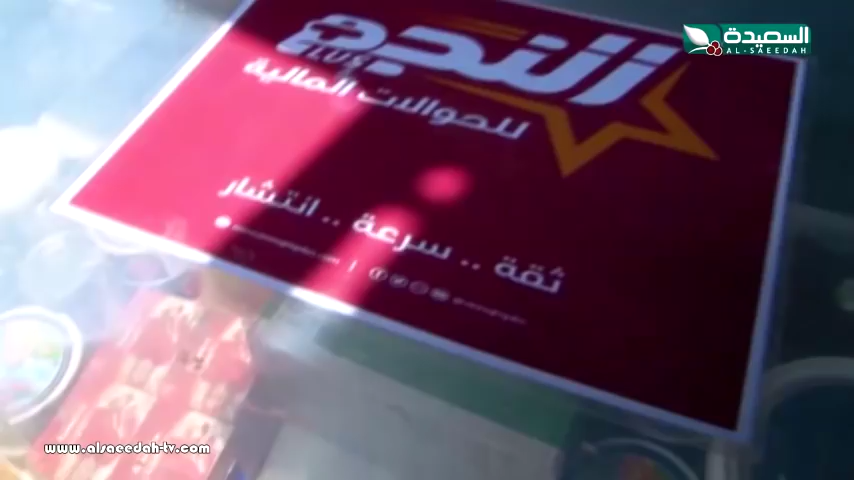 السعيدة
AL-SAEEDAH
النجم
PLUS
للحوالات المالية
ثقة .. سرعة .. انتشار
www.alsaeedah-tv.com